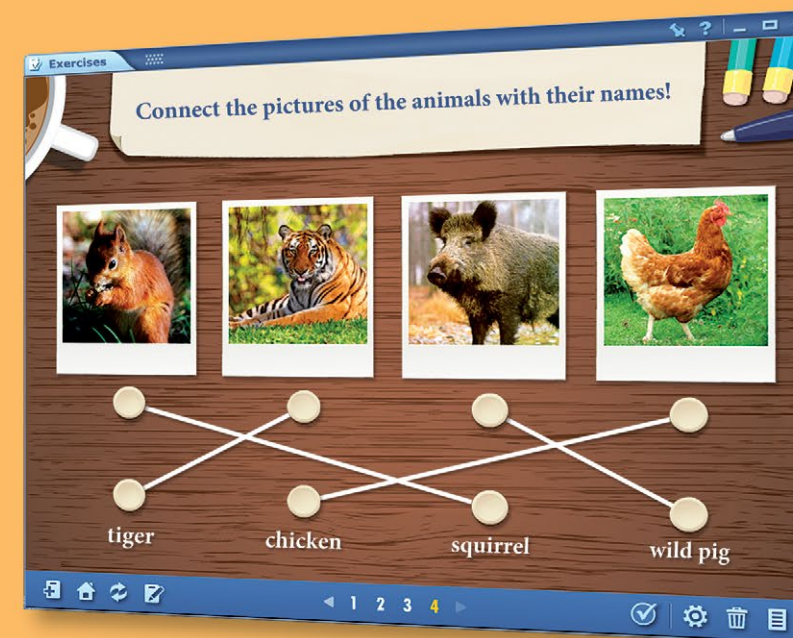 Exercises
?
Connect the pictures of the animals with their names!
tiger
chicken
squirrel
wild pig
1 2 3 4